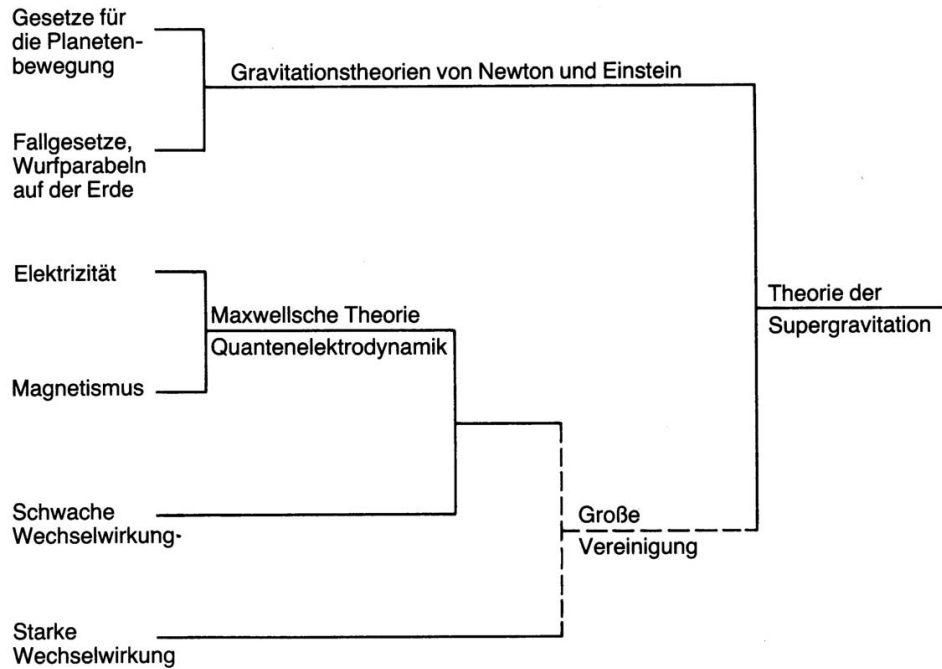 Gesetze für
die Planeten-
bewegung
Gravitationstheorien von Newton und Einstein
Fallgesetze,
Wurfparabeln
auf der Erde
Elektrizität
Maxwellsche Theorie
Quantenelektrodynamik
Magnetismus
Theorie der
Supergravitation
Schwache
Wechselwirkung-
Große
Vereinigung
Starke
Wechselwirkung